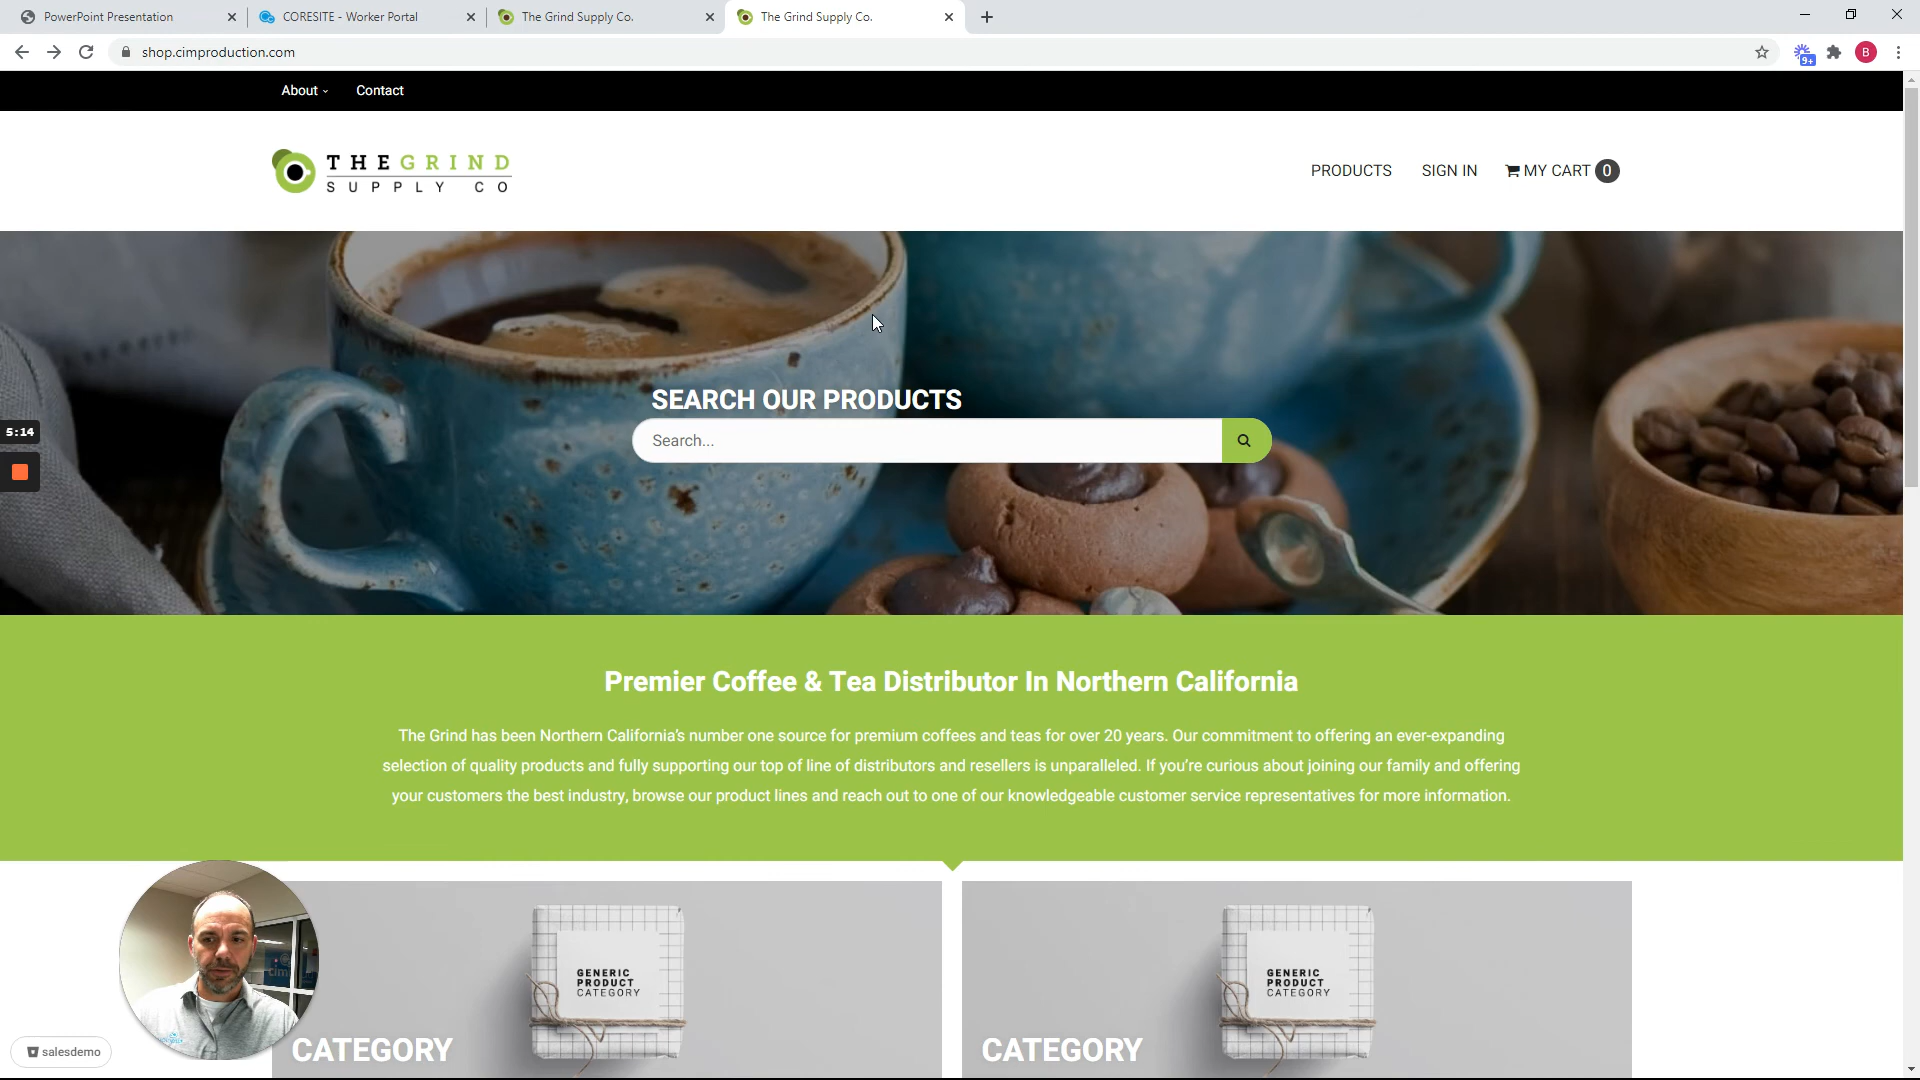 PowerPoint Presentation
CORESITE - Worker Portal
The Grind Supply Co.
The Grind Supply Co.
shop.cimproduction.com
9+
B
About
Contact
THE GRIND
SUPPLY CO
PRODUCTS
SIGN IN
MY CART 0
SEARCH OUR PRODUCTS
Search...
5:14
Premier Coffee & Tea Distributor In Northern California
The Grind has been Northern California's number one source for premium coffees and teas for over 20 years. Our commitment to offering an ever-expanding
selection of quality products and fully supporting our top of line of distributors and resellers is unparalleled. If you're curious about joining our family and offering
your customers the best industry, browse our product lines and reach out to one of our knowledgeable customer service representatives for more information.
GENERIC
PRODUCT
CATEGORY
CATEGORY
GENERIC
PRODUCT
CATEGORY
CATEGORY
salesdemo